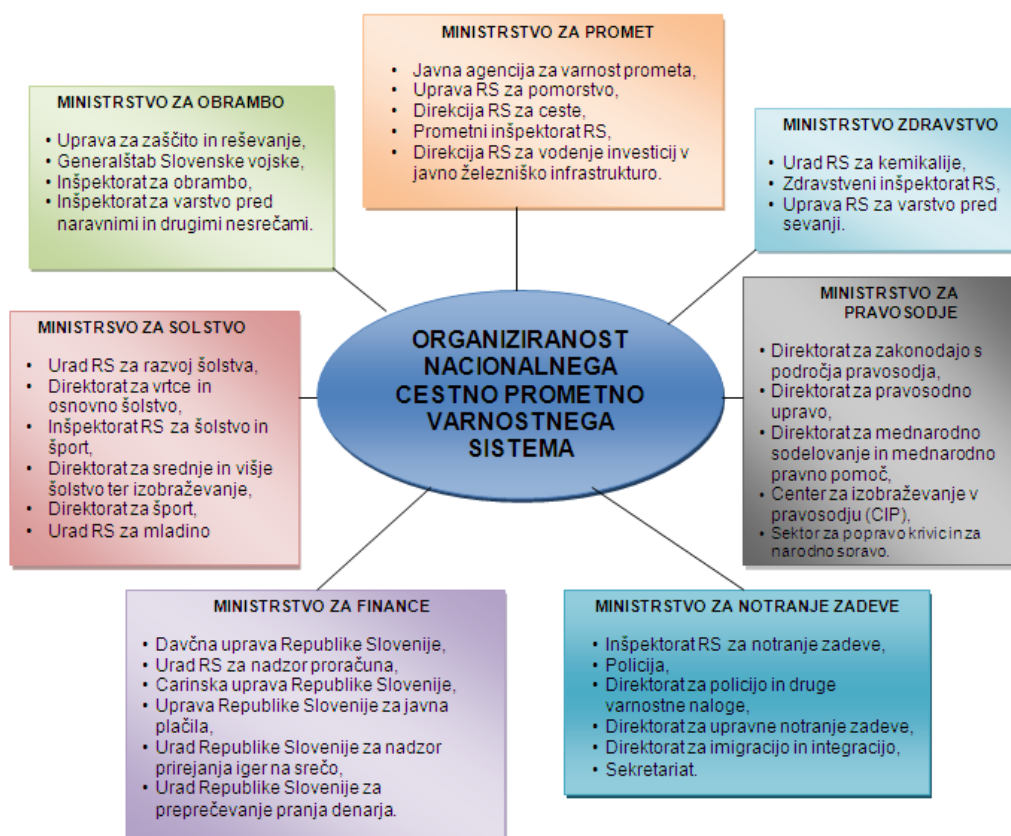 MINISTRSTVO ZA PROMET
• Javna agencija za varnost prometa,
• Uprava RS za pomorstvo,
• Direkcija RS za ceste,
• Prometni inšpektorat RS,
• Direkcija RS za vodenje investicij v
javno železniško infrastrukturo.
MINISTRSTVO ZA OBRAMBO
• Uprava za zaščito in reševanje,
• Generalštab Slovenske vojske,
• Inšpektorat za obrambo,
• Inšpektorat za varstvo pred
naravnimi in drugimi nesrečami.
MINISTRSTVO ZDRAVSTVO
• Urad RS za kemikalije,
• Zdravstveni inšpektorat RS,
• Uprava RS za varstvo pred
sevanji.
ORGANIZIRANOST
NACIONALNEGA
CESTNO PROMETNO
VARNOSTNEGA
SISTEMA
MINISTRSVO ZA SOLSTVO
• Urad RS za razvoj šolstva,
• Direktorat za vrtce in
osnovno šolstvo,
• Inšpektorat RS za šolstvo in
šport,
• Direktorat za srednje in višje
šolstvo ter izobraževanje,
• Direktorat za šport,
• Urad RS za mladino
MINISTRSTVO ZA
PRAVOSODJE
• Direktorat za zakonodajo s
področja pravosodja,
• Direktorat za pravosodno
upravo,
• Direktorat za mednarodno
sodelovanje in mednarodno
pravno pomoč,
• Center za izobraževanje v
pravosodju (CIP),
• Sektor za popravo krivic in za
narodno spravo.
MINISTRSTVO ZA FINANCE
• Davčna uprava Republike Slovenije,
• Urad RS za nadzor proračuna,
• Carinska uprava Republike Slovenije,
• Uprava Republike Slovenije za javna
plačila,
• Urad Republike Slovenije za nadzor
prirejanja iger na srečo,
• Urad Republike Slovenije za
preprečevanje pranja denarja.
MINISTRSTVO ZA NOTRANJE ZADEVE
• Inšpektorat RS za notranje zadeve,
• Policija,
• Direktorat za policijo in druge
varnostne naloge,
• Direktorat za upravne notranje zadeve,
• Direktorat za imigracijo in integracijo,
• Sekretariat.